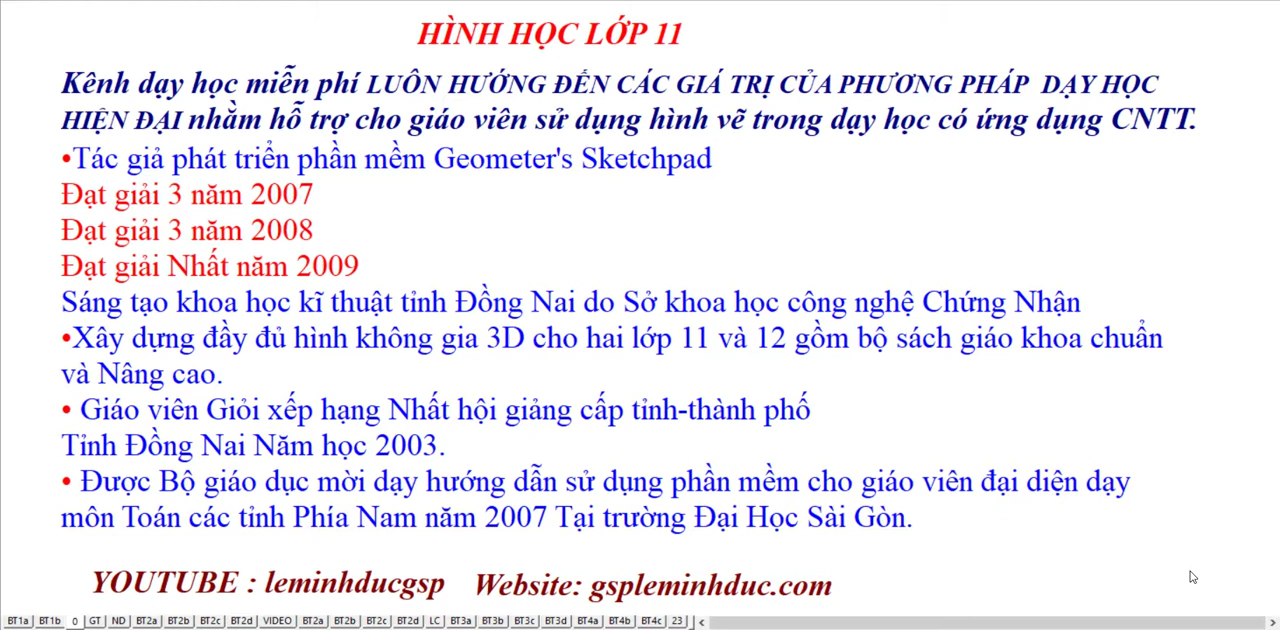 HÌNH HỌC LỚP 11
Kênh dạy học miễn phí LUÔN HƯỚNG ĐẾN CÁC GIÁ TRỊ CỦA PHƯƠNG PHÁP DẠY HỌC
HIỆN ĐẠI nhằm hỗ trợ cho giáo viên sử dụng hình vẽ trong dạy học có ứng dụng CNTT.
•Tác giả phát triển phần mềm Geometer's Sketchpad
Đạt giải 3 năm 2007
Đạt giải 3 năm 2008
Đạt giải Nhất năm 2009
Sáng tạo khoa học kĩ thuật tỉnh Đồng Nai do Sở khoa học công nghệ Chứng Nhận
•Xây dựng đầy đủ hình không gia 3D cho hai lớp 11 và 12 gồm bộ sách giáo khoa chuẩn
và Nâng cao.
• Giáo viên Giỏi xếp hạng Nhất hội giảng cấp tỉnh-thành phố
Tỉnh Đồng Nai Năm học 2003.
• Được Bộ giáo dục mời dạy hướng dẫn sử dụng phần mềm cho giáo viên đại diện dạy
môn Toán các tỉnh Phía Nam năm 2007 Tại trường Đại Học Sài Gòn.
YOUTUBE : leminhducgsp Website: gspleminhduc.com
BT1a BT1b 0 GT ND BT2a BT2b BT2c BT2d VIDEO BT2a BT2b BT2c BT2d LC BT3a BT3b BT3c BT3d BT4a BT4b BT4c 23